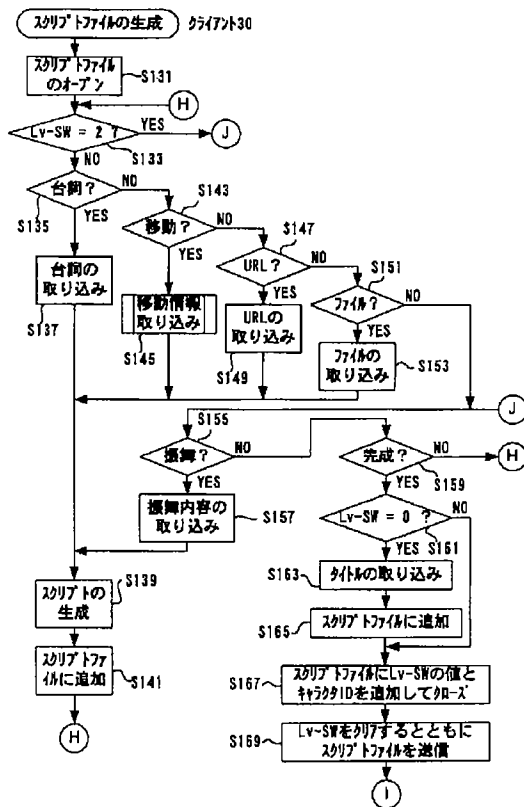 スクリプトファイルの生成
クライアント30
スクリプトファイル
のオープン
S131
H
Lv-SW = 2 ?
YES
J
NO
S133
台詞?
NO
S135
YES
S143
移動?
NO
YES
S147
URL?
NO
YES
S151
ファイル?
NO
YES
台詞の
取り込み
S137
移動情報
取り込み
S145
URLの
取り込み
S149
ファイルの
取り込み
S153
J
S155
振舞?
NO
YES
完成?
NO
H
YES
S159
振舞内容の
取り込み
S157
Lv-SW = 0 ?
NO
YES
S161
S163
タイトルの取り込み
スクリプトの
生成
S139
S165
スクリプトファイルに追加
スクリプトファ
イルに追加
S141
H
S167
スクリプトファイルにLv-SWの値と
キャラクタIDを追加してクローズ
S169
Lv-SWをクリアするとともに
スクリプトファイルを送信
I